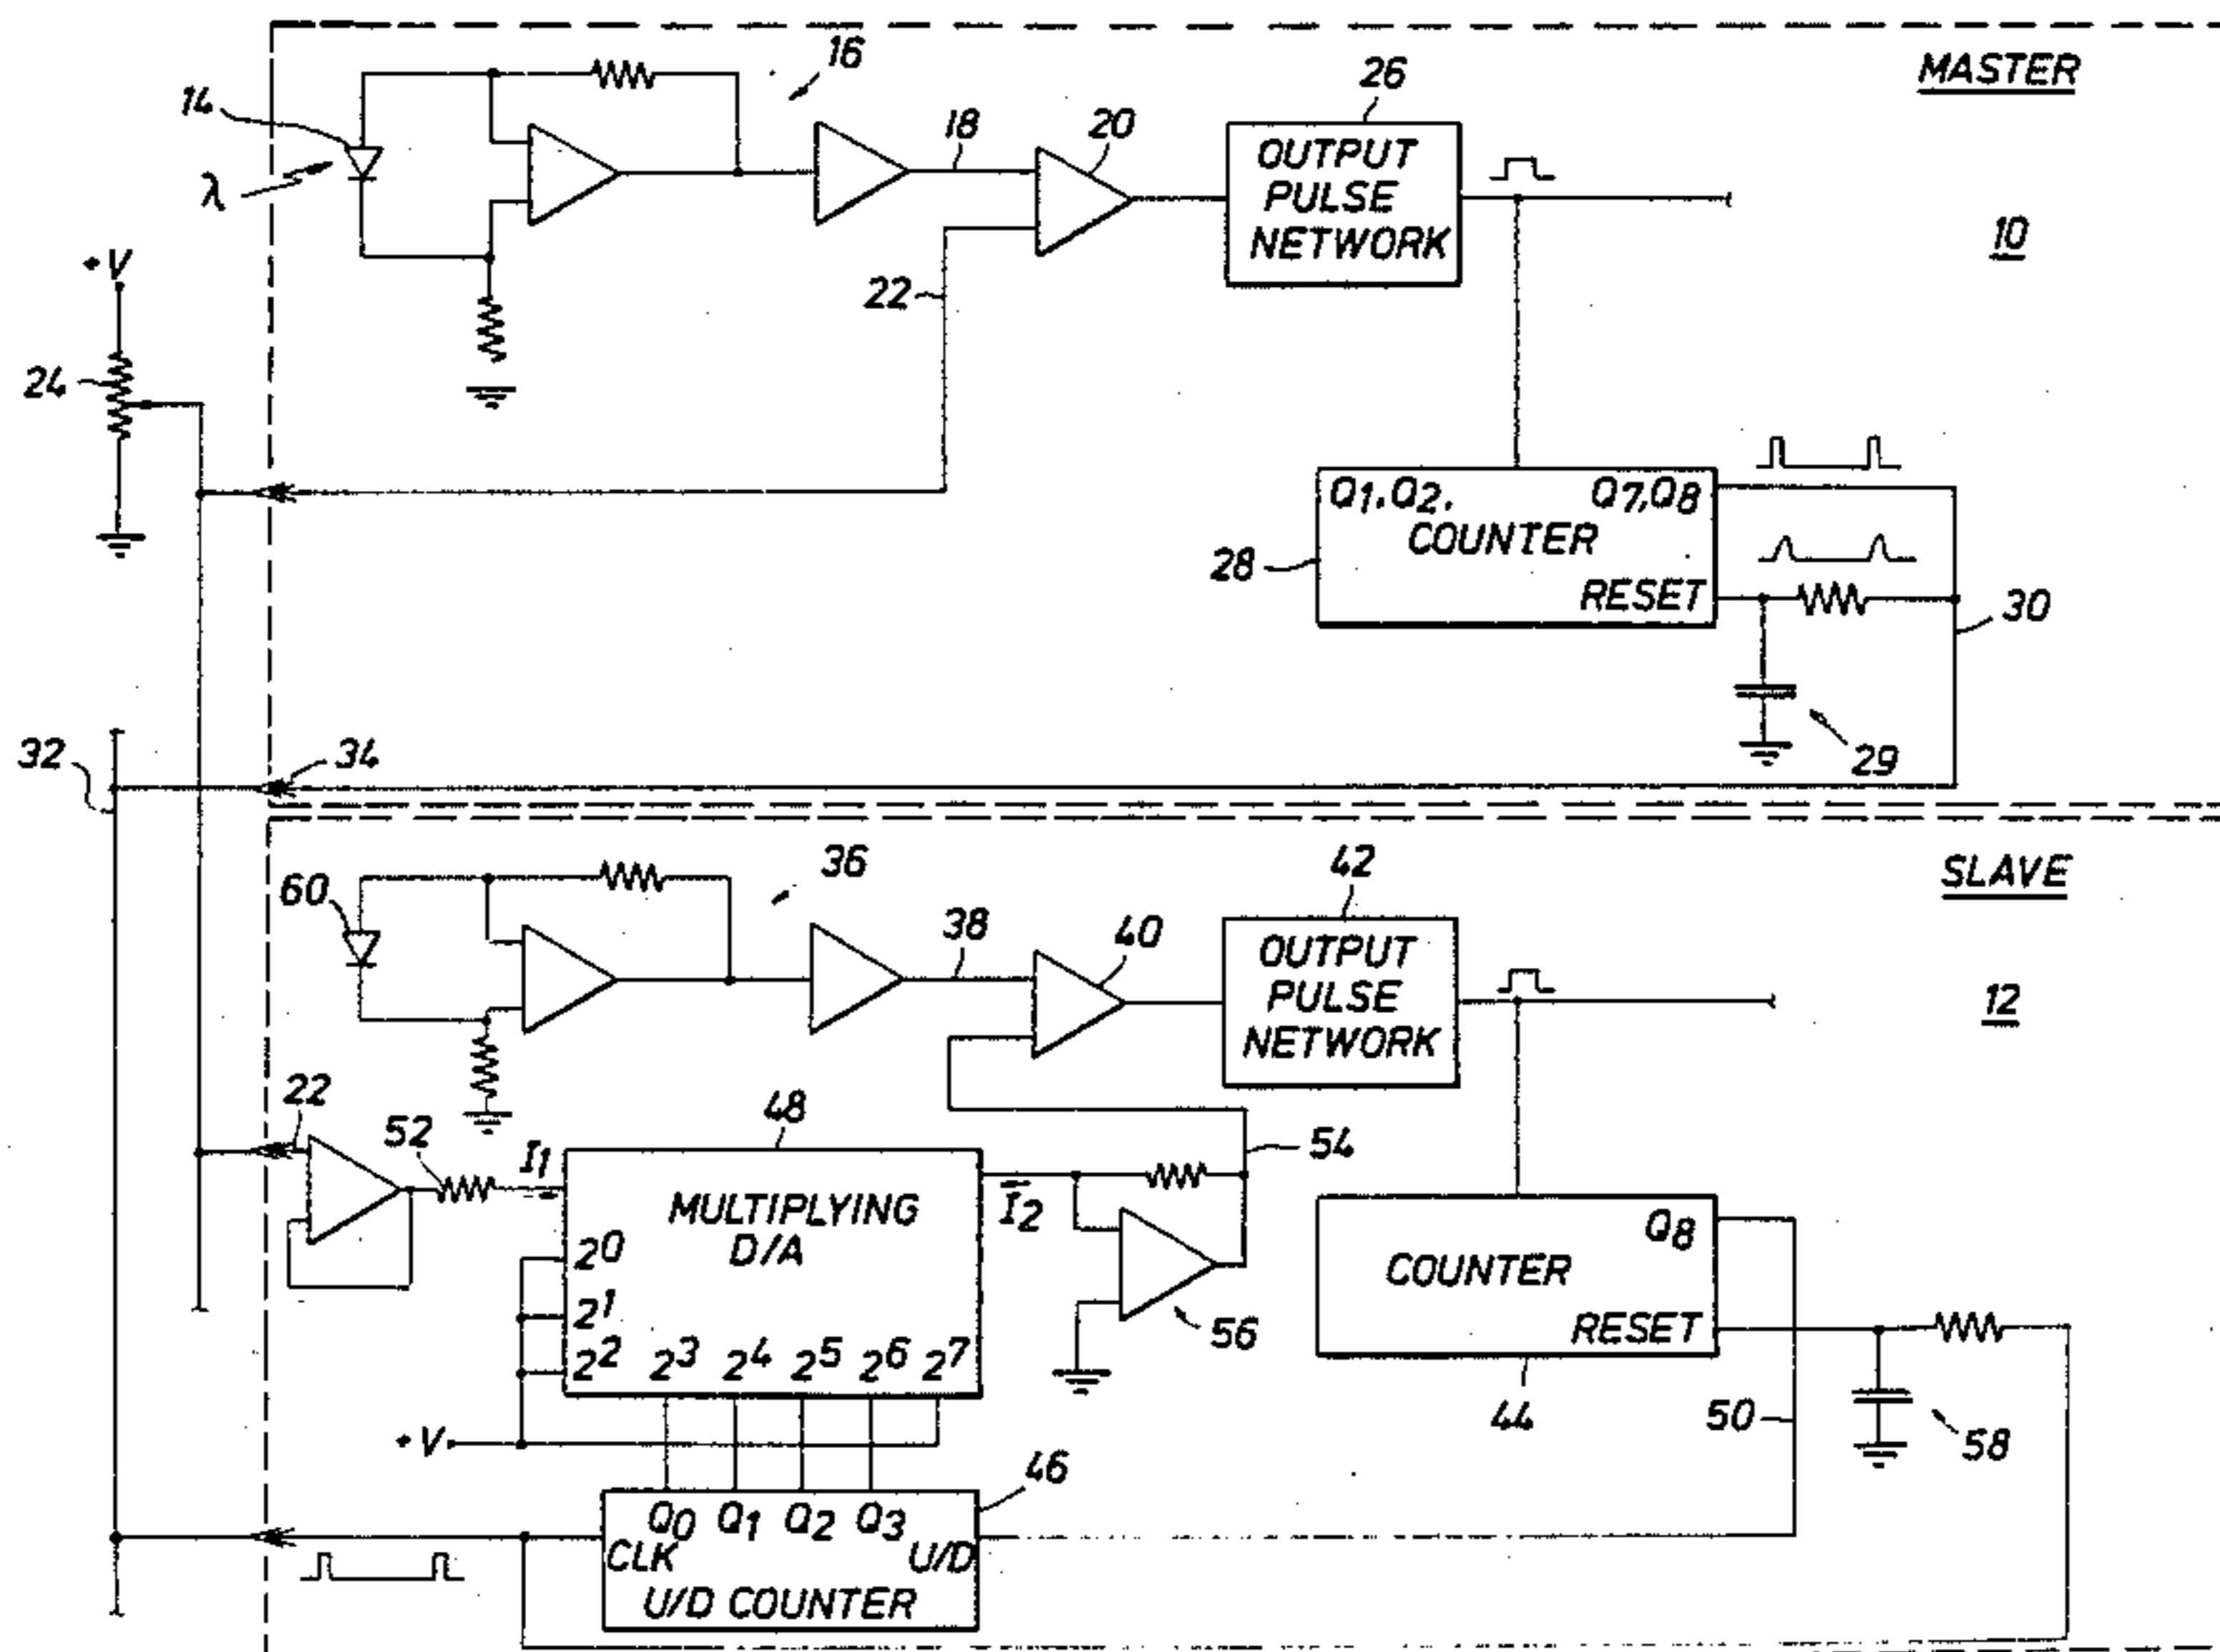 MASTER
16
26
14
18
20
λ
OUTPUT
PULSE
NETWORK
10
+V
22
24
Q1,Q2, Q7,Q8
COUNTER
28
RESET
30
29
32
34
SLAVE
36
42
60
38
40
OUTPUT
PULSE
NETWORK
12
22
52
48
54
I1
I2
MULTIPLYING
D/A
Q8
2^0
COUNTER
2^1
56
RESET
2^2 2^3 2^4 2^5 2^6 2^7
44
50
58
+V
46
Q0 Q1 Q2 Q3
CLK U/D
U/D COUNTER